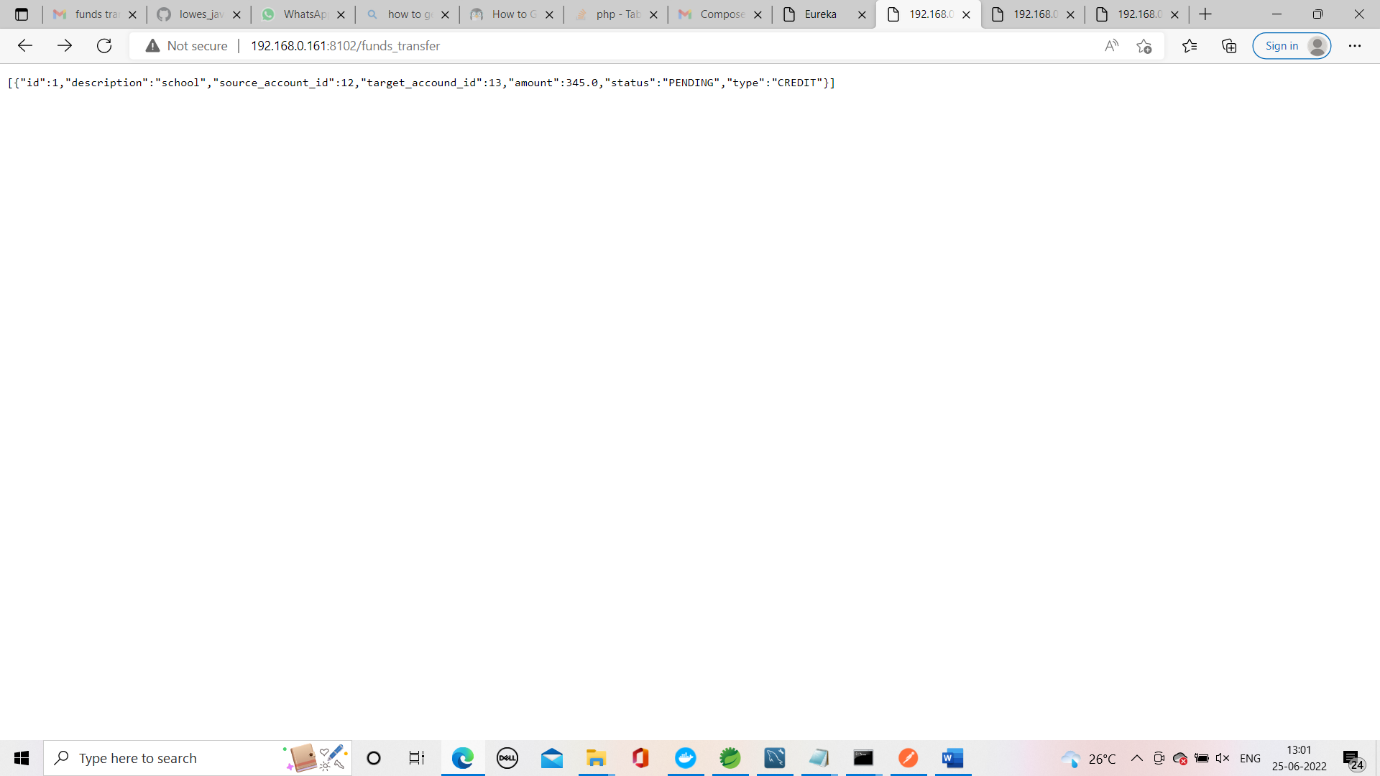 funds tra
lowes_jav
WhatsApp
how to ge
How to G
php - Tab
Compose
Eureka
192.168.0
192.168.0
192.168.0
Not secure
192.168.0.161:8102/funds_transfer
Sign in
[{"id":1,"description":"school","source_account_id":12,"target_accound_id":13,"amount":345.0,"status":"PENDING","type":"CREDIT"}]
Type here to search
DELL
26°C
ENG
13:01
25-06-2022
24